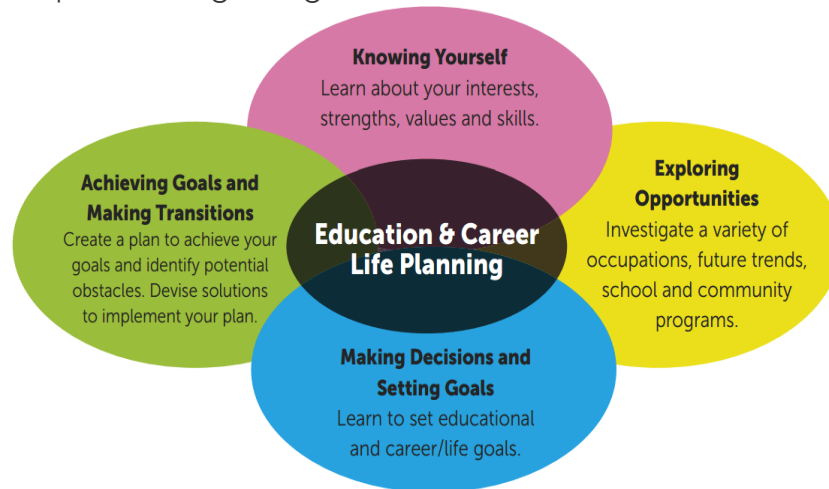 Knowing Yourself
Learn about your interests,
strengths, values and skills.
Exploring
Opportunities
Investigate a variety of
occupations, future trends,
school and community
programs.
Making Decisions and
Setting Goals
Learn to set educational
and career/life goals.
Achieving Goals and
Making Transitions
Create a plan to achieve your
goals and identify potential
obstacles. Devise solutions
to implement your plan.
Education & Career
Life Planning